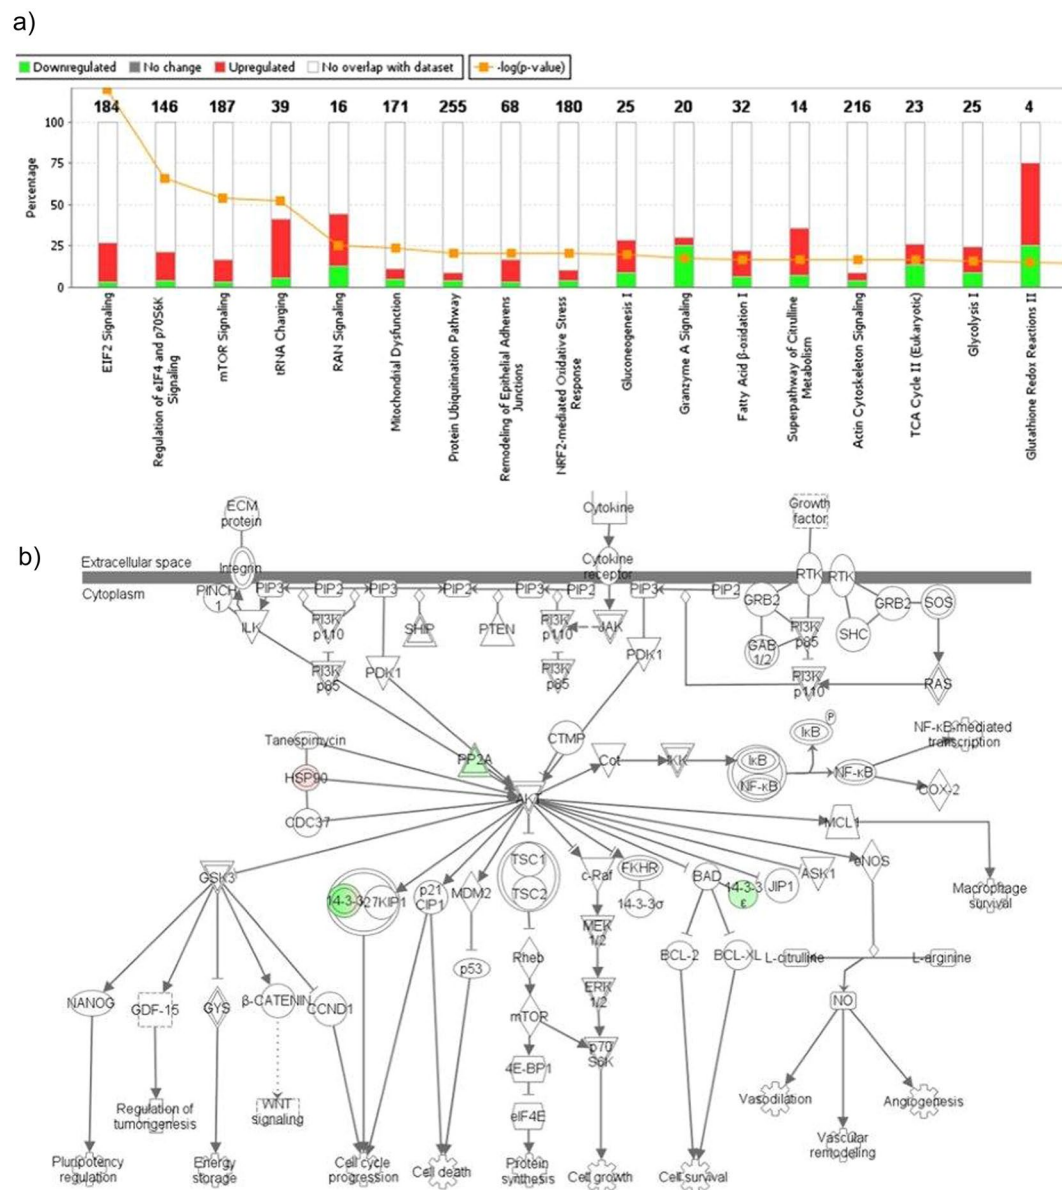 a)
Downregulated No change Upregulated No overlap with dataset -log(p-value)
184 146 187 39 16 171 255 68 180 25 20 32 14 216 23 25 4
100
75
50
25
0
Percentage
EIF2 Signaling
Regulation of eIF4 and p70S6K
Signaling
mTOR Signaling
tRNA Charging
RAN Signaling
Mitochondrial Dysfunction
Protein Ubiquitination Pathway
Remodeling of Epithelial Adherens
Junctions
NRF2-mediated Oxidative Stress
Response
Gluconeogenesis I
Granzyme A Signaling
Fatty Acid β-oxidation I
Superpathway of Citrulline
Metabolism
Actin Cytoskeleton Signaling
TCA Cycle II (Eukaryotic)
Glycolysis I
Glutathione Redox Reactions II
b)
ECM
protein
Cytokine
Growth
factor
Extracellular space
Integrin
Cytokine
receptor
RTK
RTK
Cytoplasm
PINCH
1
PIP3
PIP2
PIP3
PIP2
PIP3
PIP2
PIP3
PIP2
GRB2
GRB2
SOS
ILK
PI3K
p110
SHIP
PTEN
PI3K
p110
JAK
PI3K
p85
SHC
GAB
1/2
PI3K
p85
PDK1
PI3K
p85
PDK1
PI3K
p110
RAS
Tanespimycin
PP2A
CTMP
Cot
IKK
IκB
NF-κB
IκB
P
NF-κB
NF-κB-mediated
transcription
COX-2
HSP90
AKT
CDC37
MCL1
GSK3
14-3-3
27KIP1
p21
CIP1
MDM2
TSC1
TSC2
c-Raf
FKHR
14-3-3σ
BAD
14-3-3
ε
JIP1
ASK1
eNOS
Macrophage
survival
p53
Rheb
MEK
1/2
BCL-2
BCL-XL
L-citrulline
L-arginine
NANOG
GDF-15
GYS
β-CATENIN
CCND1
mTOR
ERK
1/2
NO
p70
S6K
4E-BP1
eIF4E
Regulation of
tumorigenesis
WNT
signaling
Vasodilation
Angiogenesis
Vascular
remodeling
Pluripotency
regulation
Energy
storage
Cell cycle
progression
Cell death
Protein
synthesis
Cell growth
Cell survival